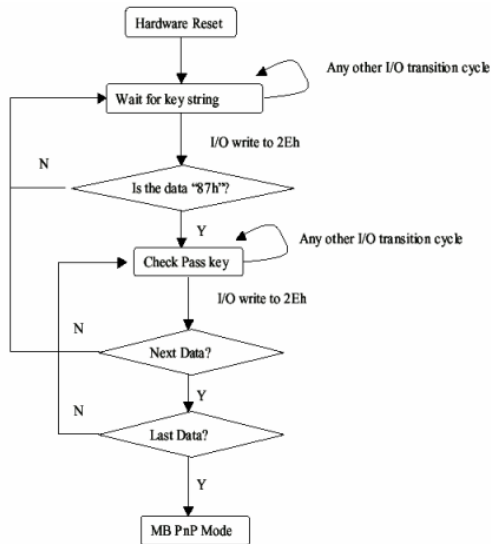 Hardware Reset
Any other I/O transition cycle
Wait for key string
I/O write to 2Eh
N
Is the data “87h”?
Y
Any other I/O transition cycle
Check Pass key
I/O write to 2Eh
N
Next Data?
Y
N
Last Data?
Y
MB PnP Mode